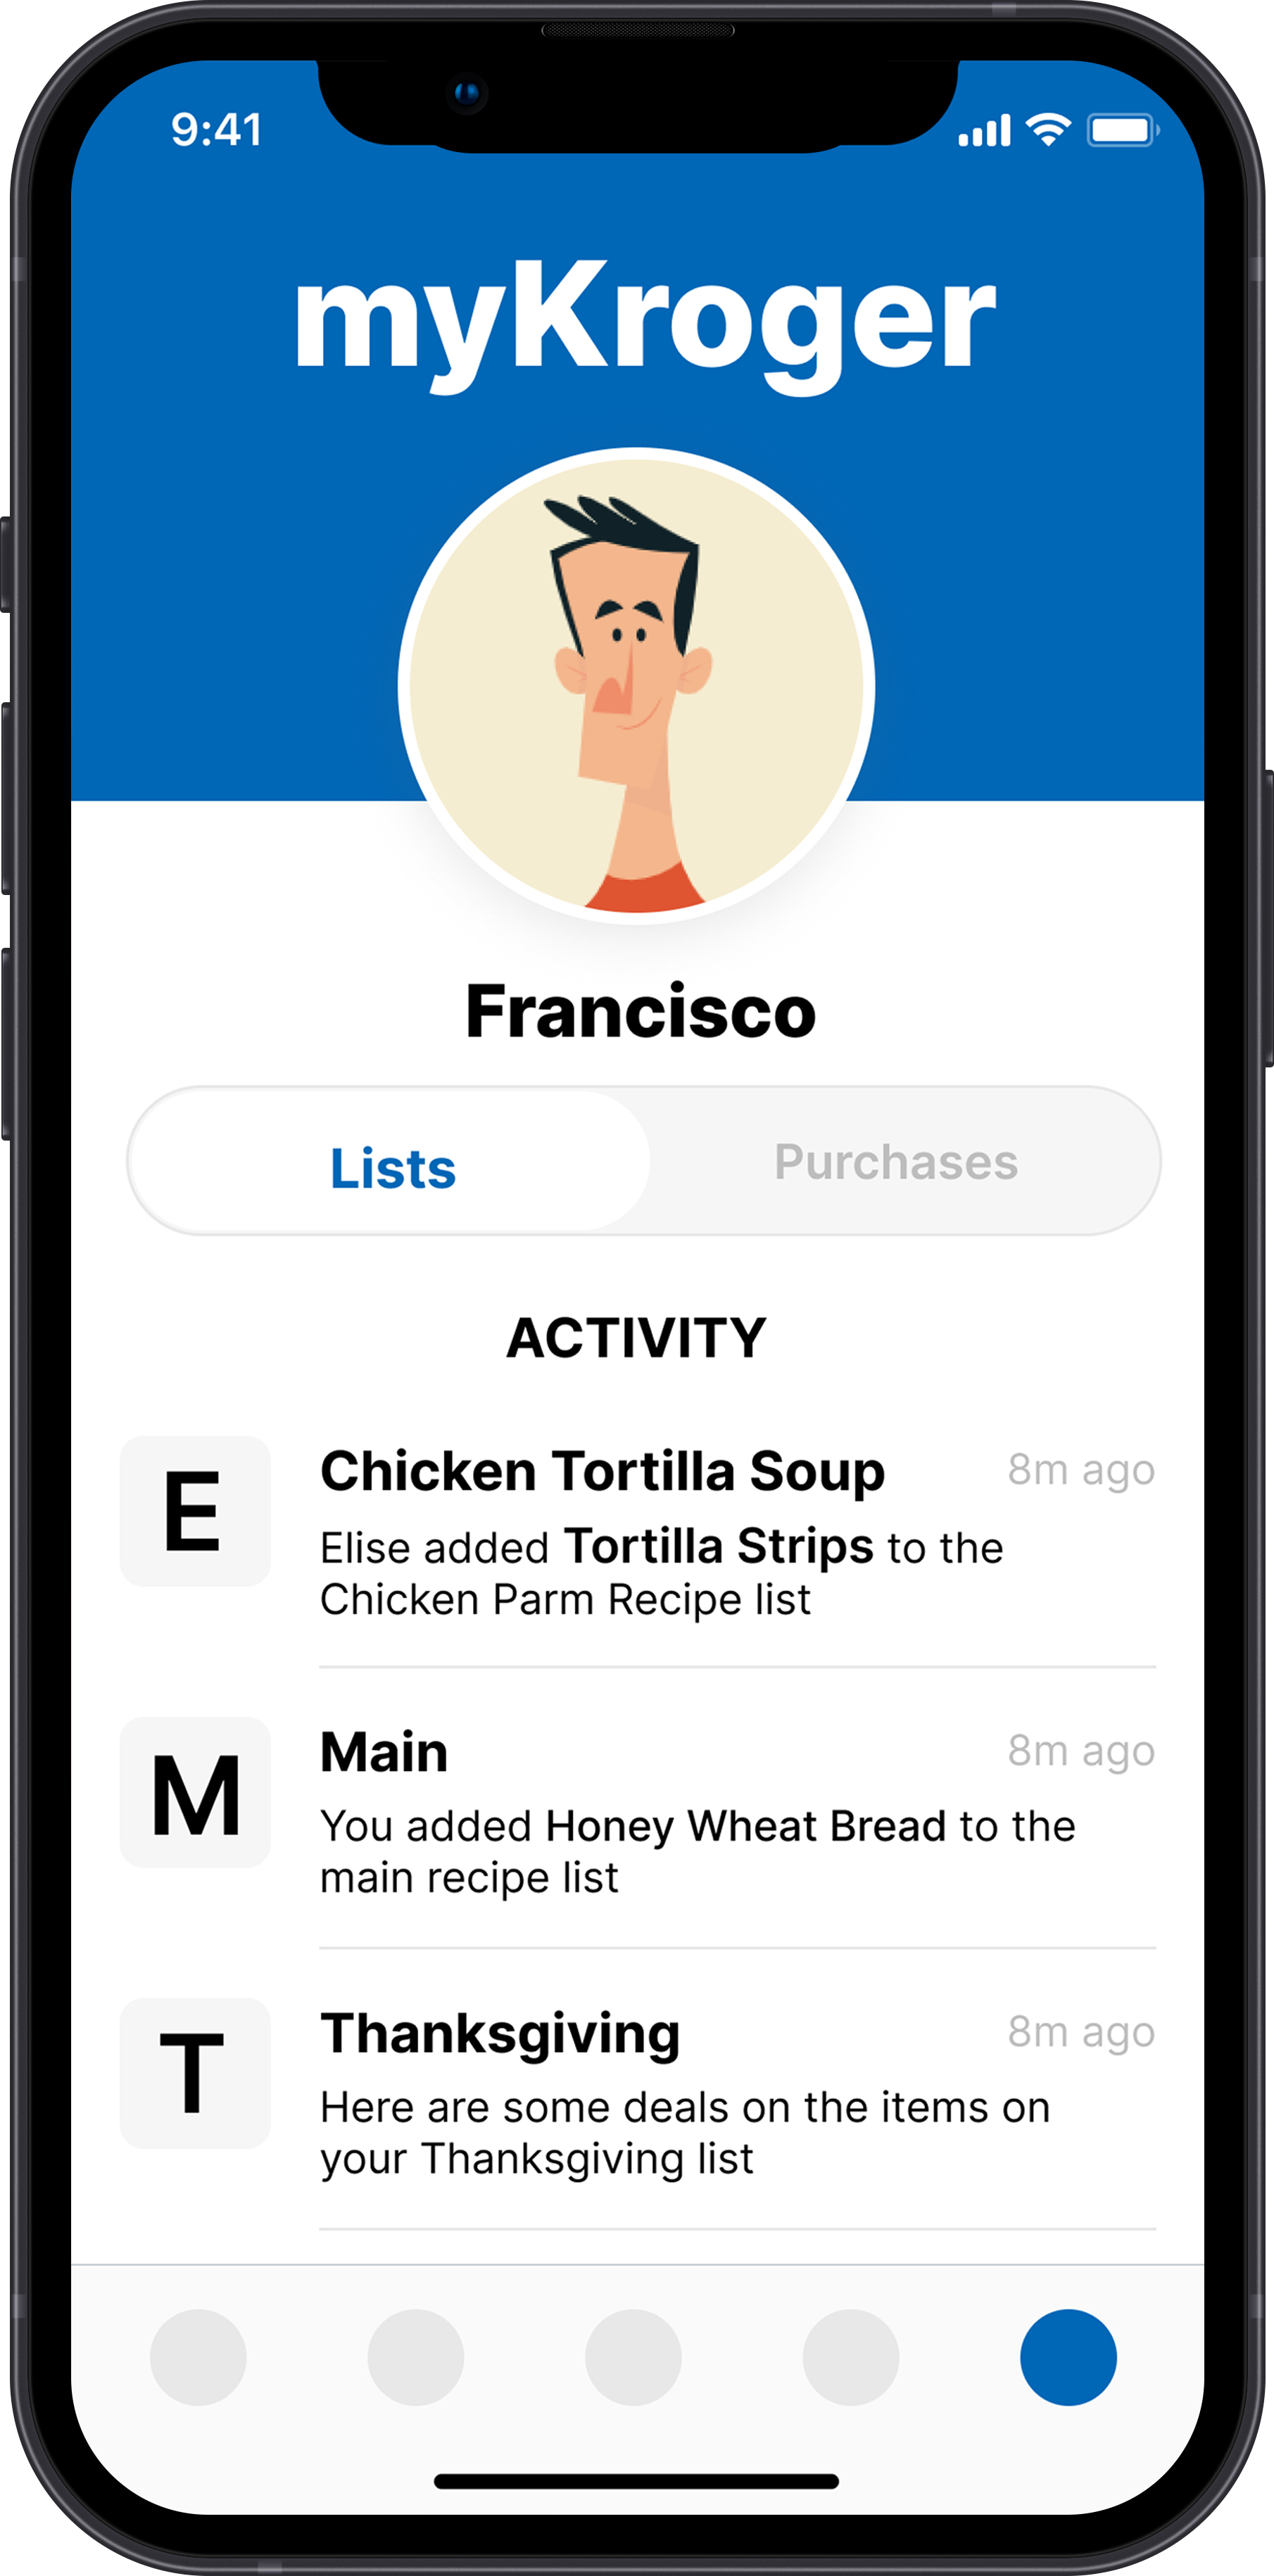 9:41
myKroger
Francisco
Lists
Purchases
ACTIVITY
E
Chicken Tortilla Soup
8m ago
Elise added Tortilla Strips to the
Chicken Parm Recipe list
M
Main
8m ago
You added Honey Wheat Bread to the
main recipe list
T
Thanksgiving
8m ago
Here are some deals on the items on
your Thanksgiving list